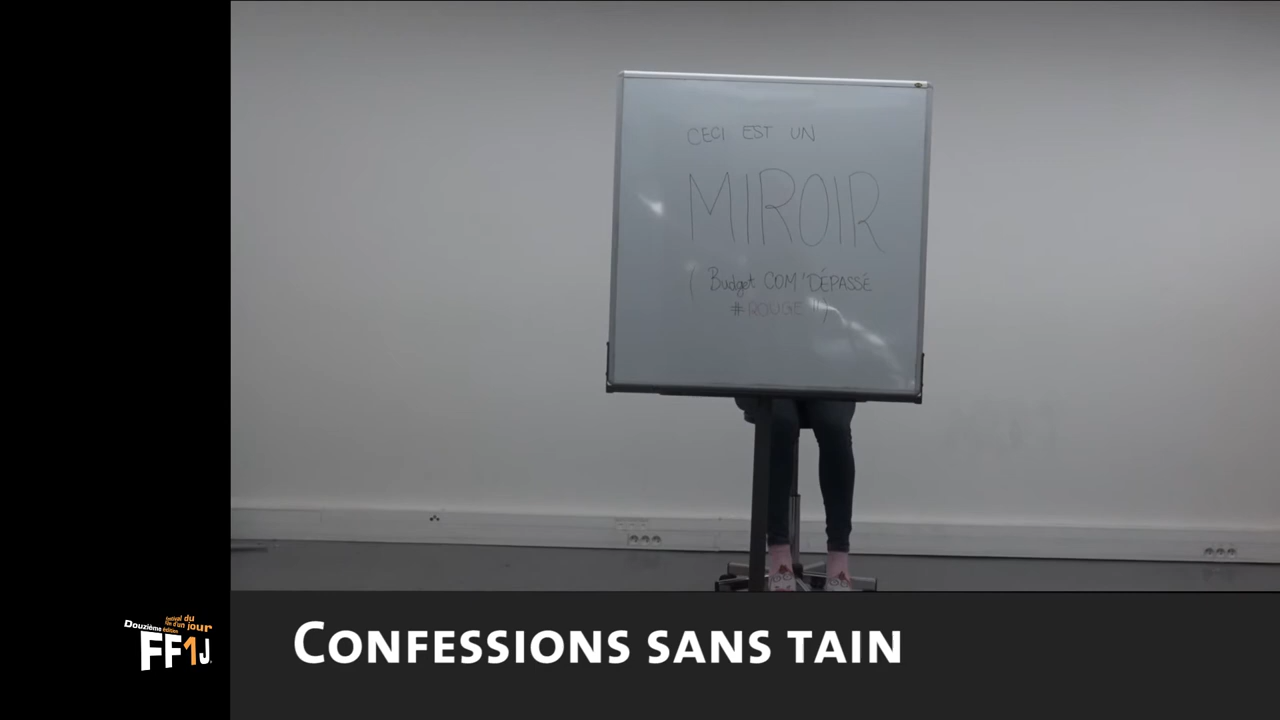 CECI EST UN
MIROIR
( Budget COM' DÉPASSÉ
#ROUGE !! )
festival du
film d'un jour
Douzième édition
FF1J
CONFESSIONS SANS TAIN